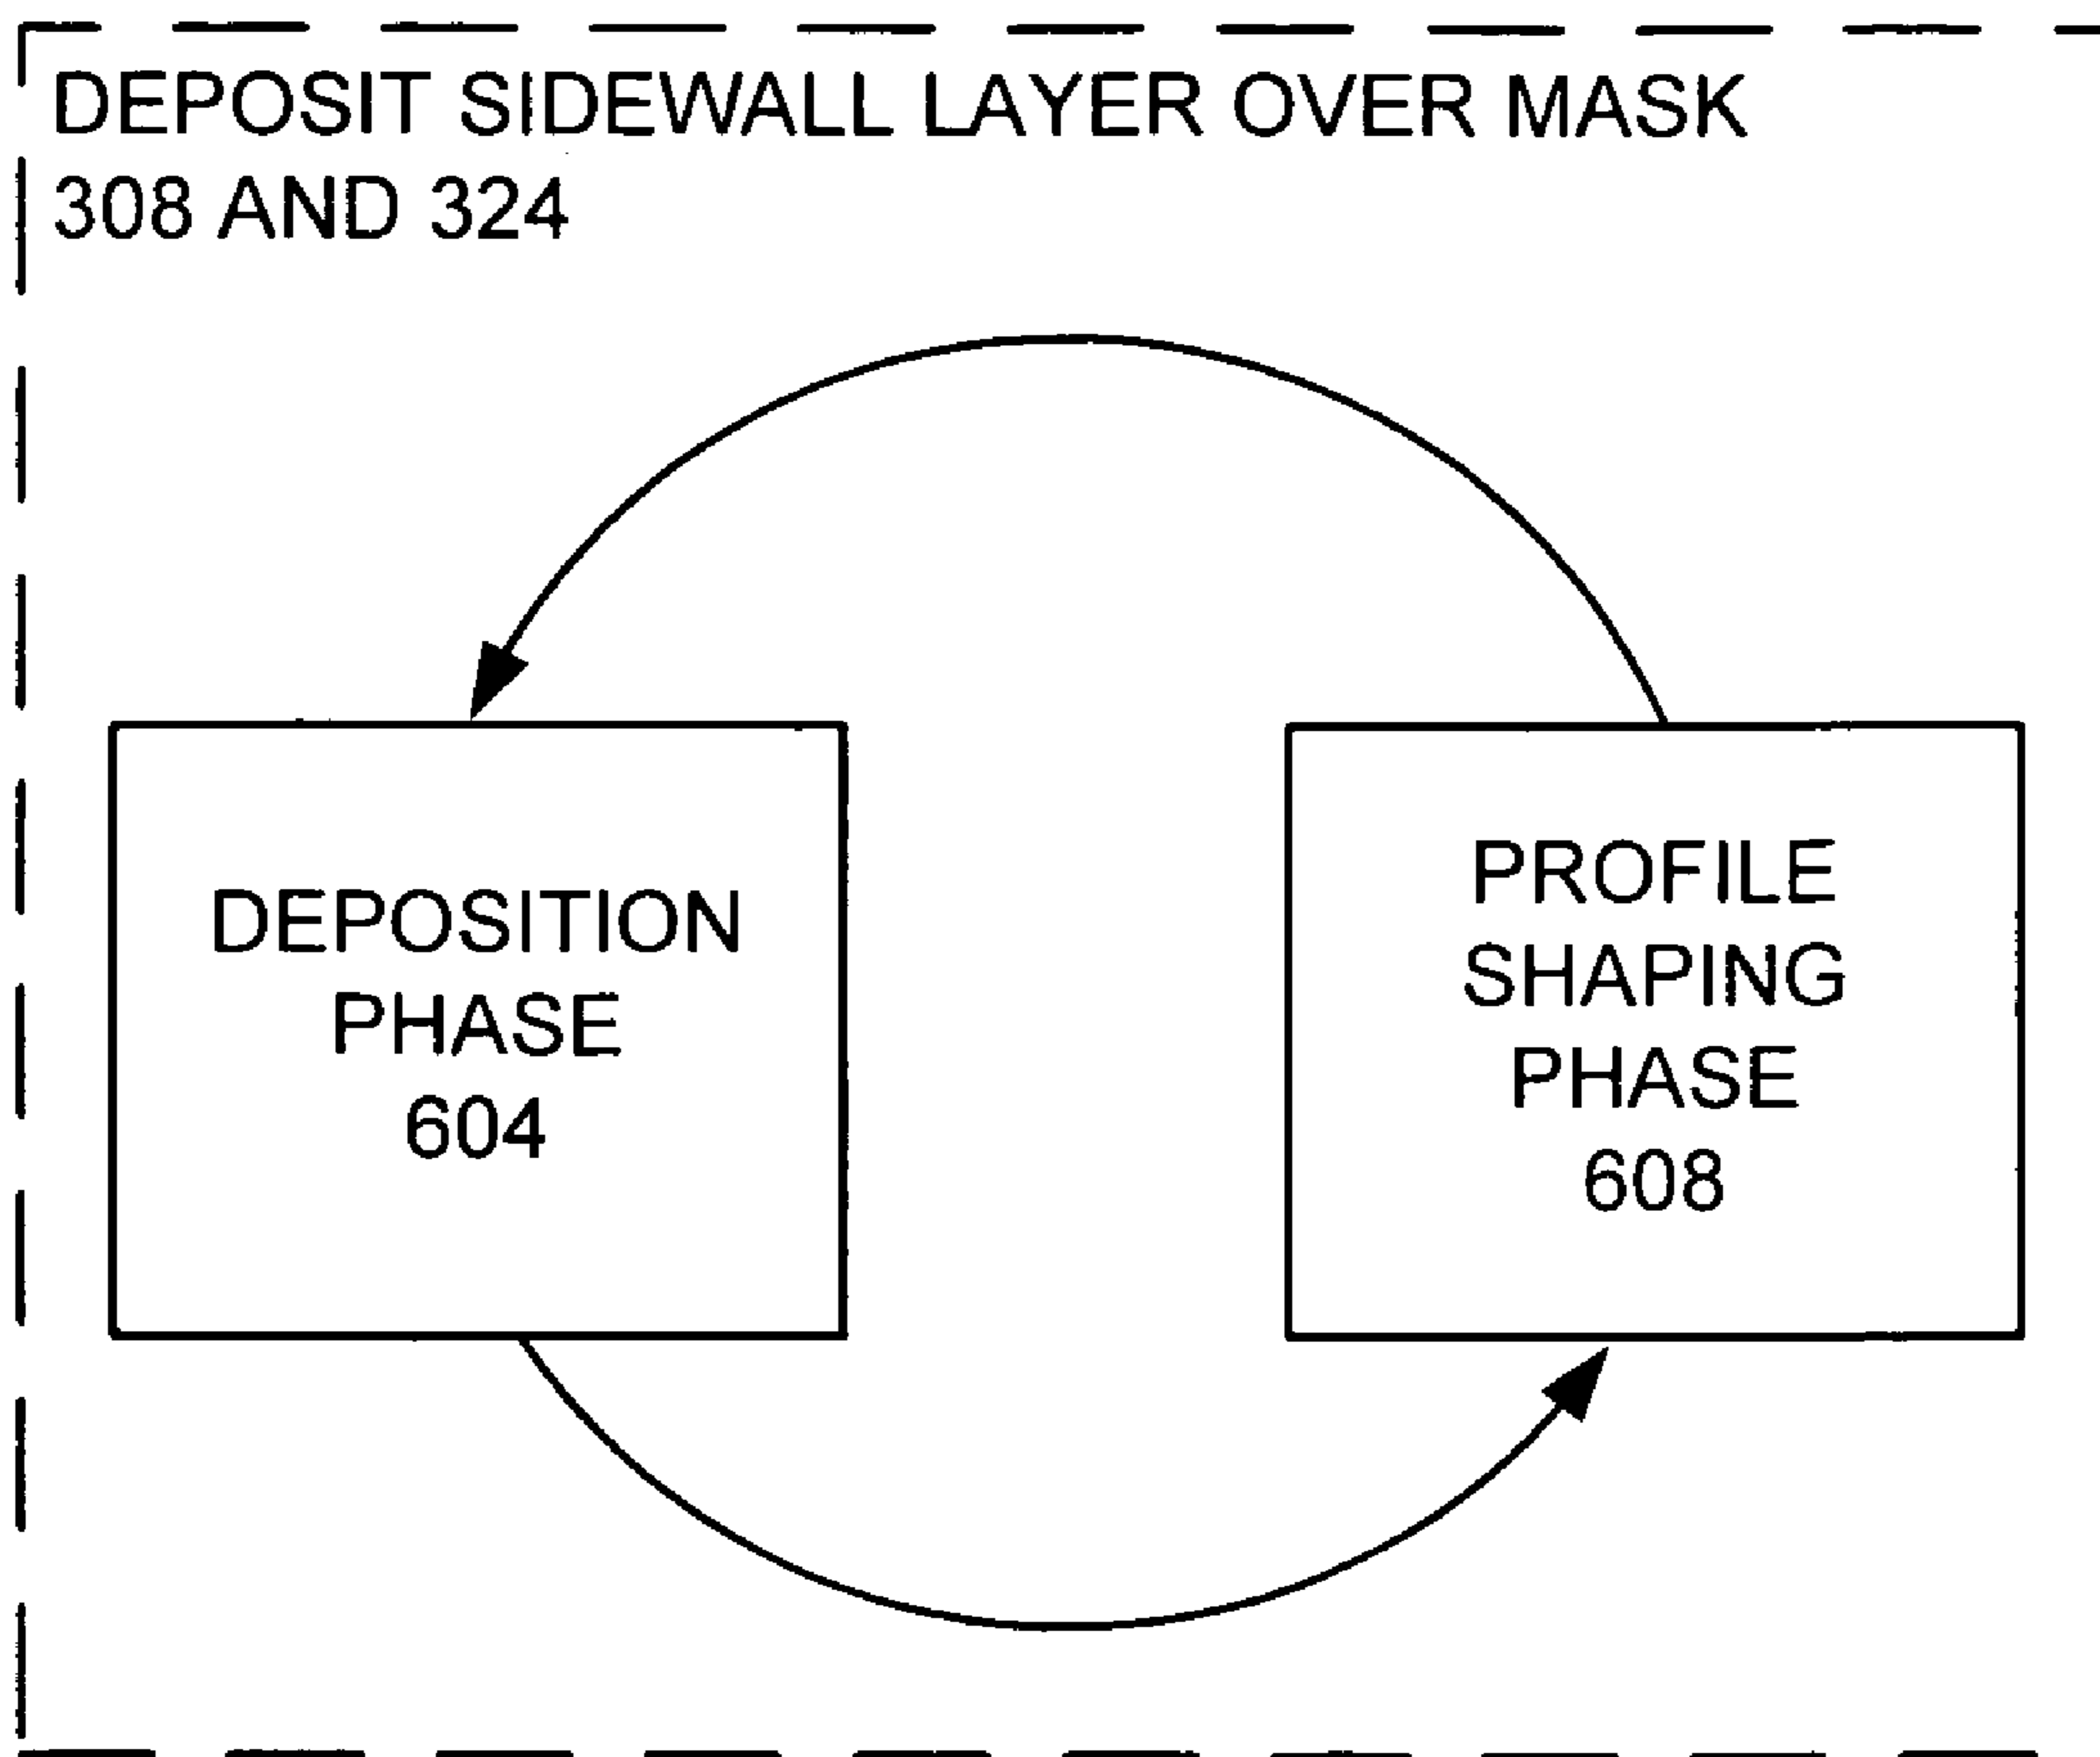 DEPOSIT SIDEWALL LAYER OVER MASK
308 AND 324
DEPOSITION
PHASE
604
PROFILE
SHAPING
PHASE
608